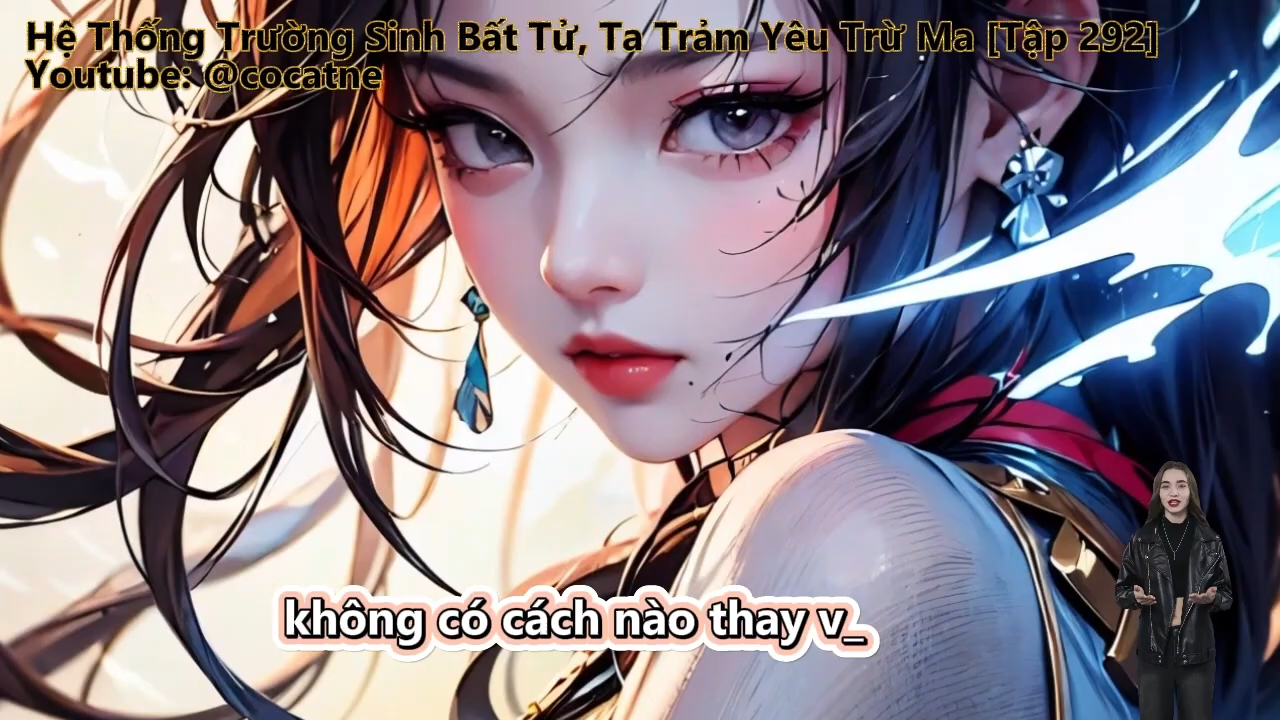 Hệ Thống Trường Sinh Bất Tử, Ta Trảm Yêu Trừ Ma [Tập 292]
Youtube: @cocatne
không có cách nào thay v_